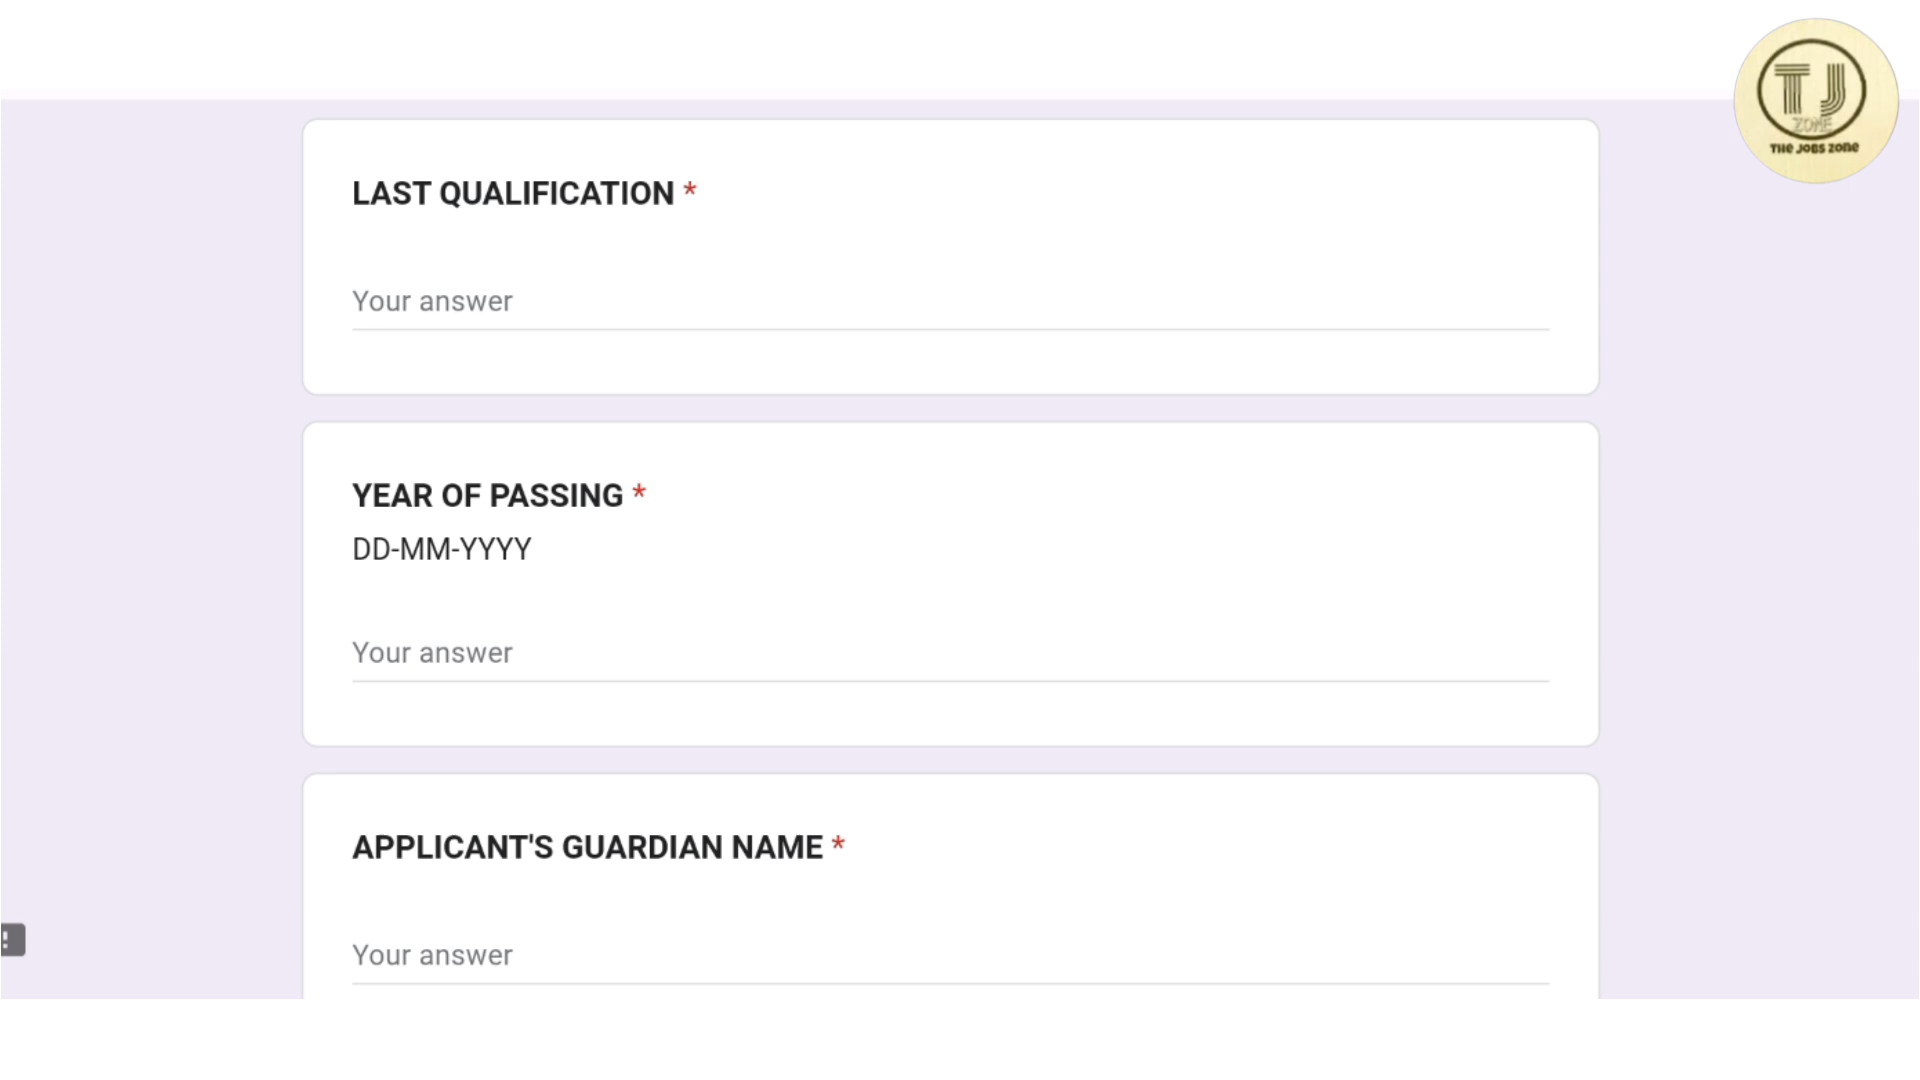 TJ
ZONE
THE JOBS ZONE
LAST QUALIFICATION *
Your answer
YEAR OF PASSING *
DD-MM-YYYY
Your answer
APPLICANT'S GUARDIAN NAME *
Your answer
!